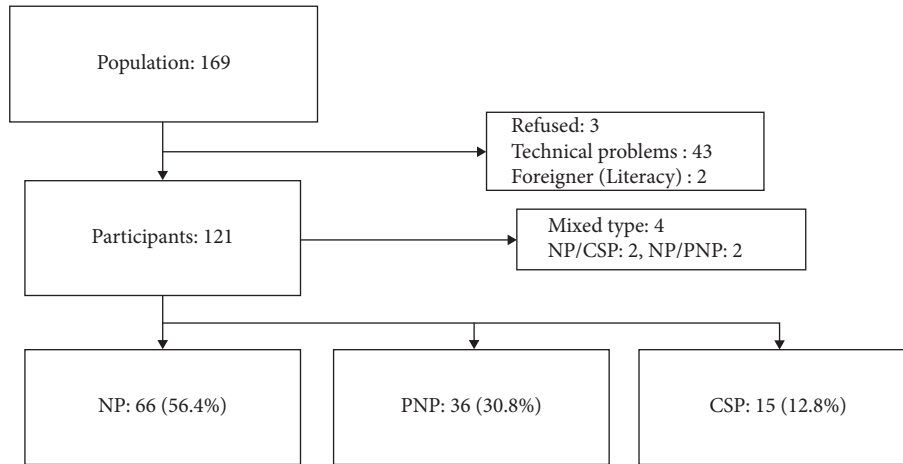 Population: 169
Refused: 3
Technical problems : 43
Foreigner (Literacy) : 2
Participants: 121
Mixed type: 4
NP/CSP: 2, NP/PNP: 2
NP: 66 (56.4%)
PNP: 36 (30.8%)
CSP: 15 (12.8%)